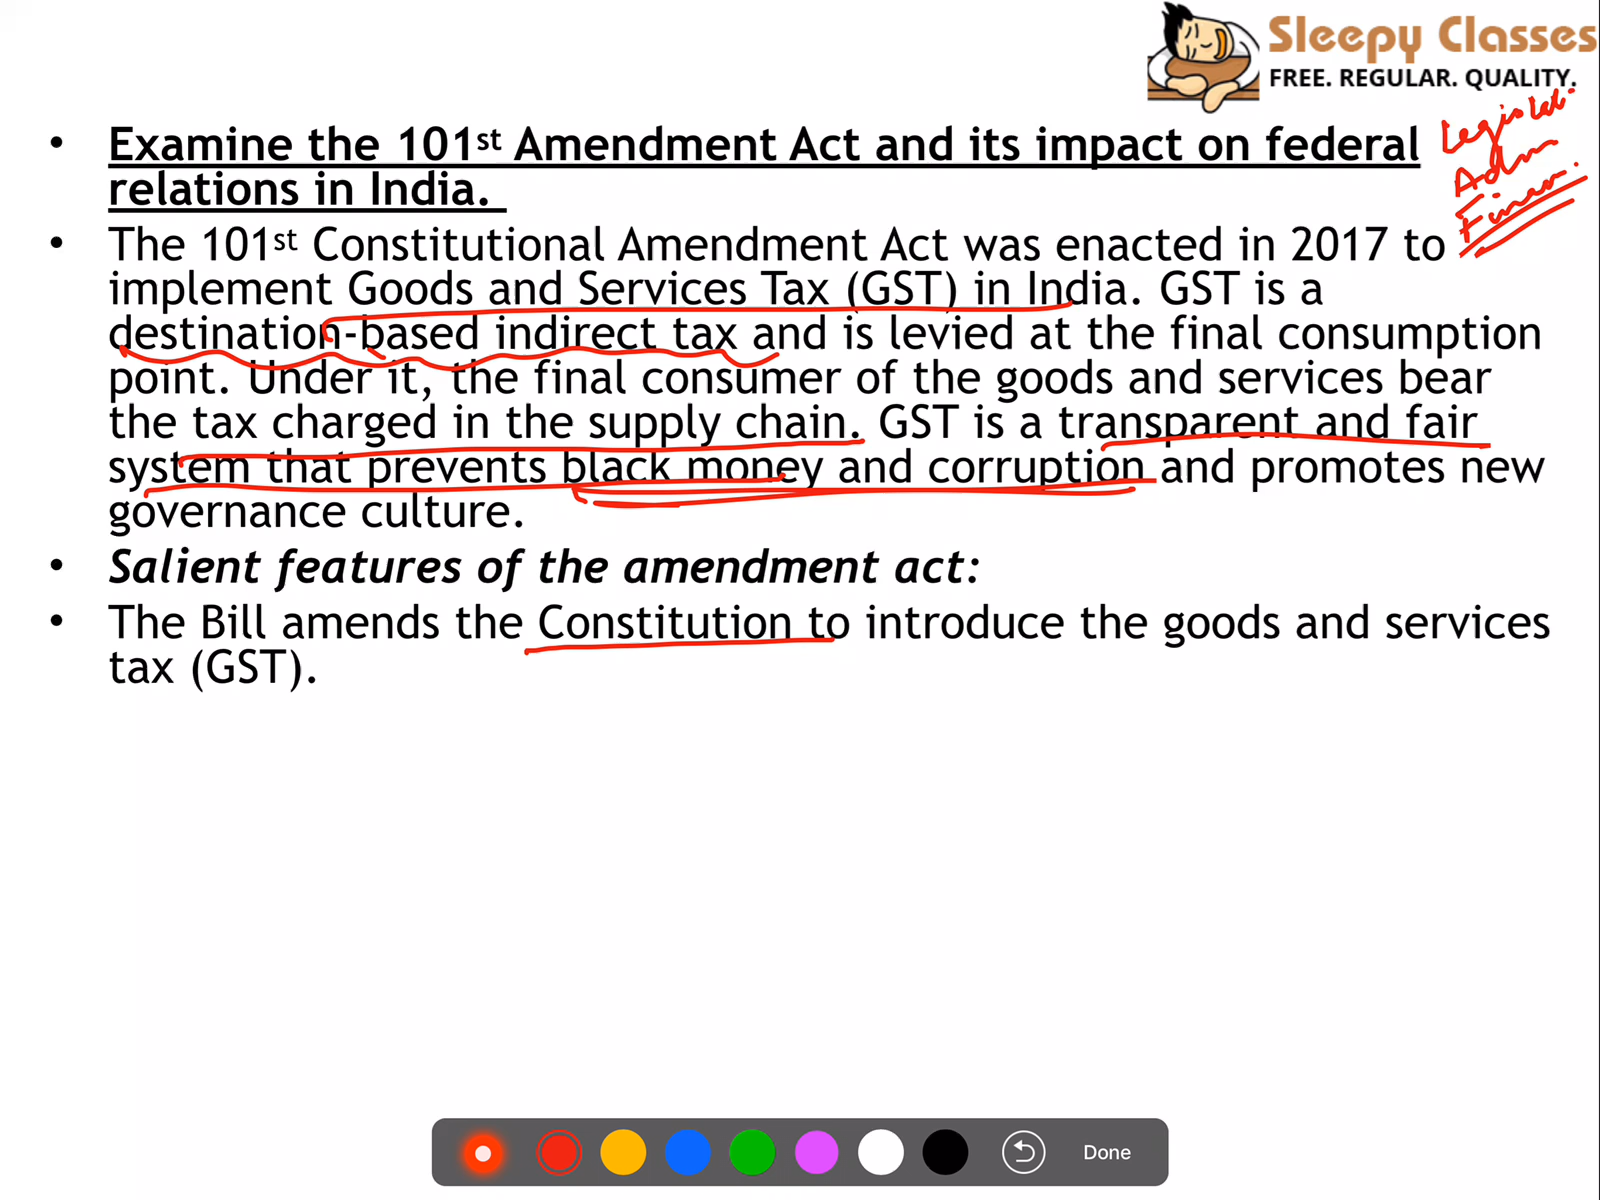 Sleepy Classes
FREE. REGULAR. QUALITY.
• Examine the 101st Amendment Act and its impact on federal
relations in India.
Legislat.
Adm
Finan.
• The 101st Constitutional Amendment Act was enacted in 2017 to
implement Goods and Services Tax (GST) in India. GST is a
destination-based indirect tax and is levied at the final consumption
point. Under it, the final consumer of the goods and services bear
the tax charged in the supply chain. GST is a transparent and fair
system that prevents black money and corruption and promotes new
governance culture.
• Salient features of the amendment act:
• The Bill amends the Constitution to introduce the goods and services
tax (GST).
Done